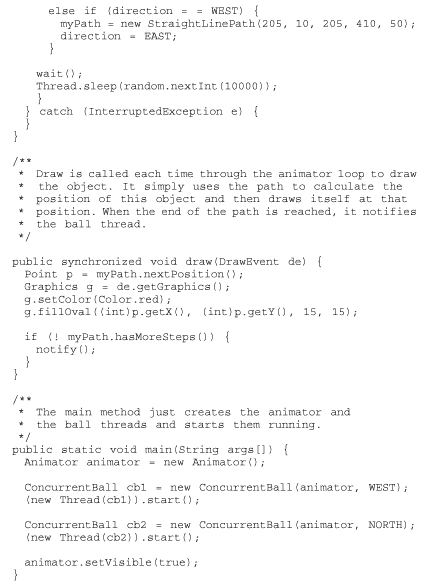 else if (direction = = WEST) {
myPath = new StraightLinePath(205, 10, 205, 410, 50);
direction = EAST;
}
wait();
Thread.sleep(random.nextInt(10000));
}
} catch (InterruptedException e) {
}
}
/**
* Draw is called each time through the animator loop to draw
* the object. It simply uses the path to calculate the
* position of this object and then draws itself at that
* position. When the end of the path is reached, it notifies
* the ball thread.
*/
public synchronized void draw(DrawEvent de) {
Point p = myPath.nextPosition();
Graphics g = de.getGraphics();
g.setColor(Color.red);
g.fillOval((int)p.getX(), (int)p.getY(), 15, 15);
if (! myPath.hasMoreSteps()) {
notify();
}
}
/**
* The main method just creates the animator and
* the ball threads and starts them running.
*/
public static void main(String args[]) {
Animator animator = new Animator();
ConcurrentBall cb1 = new ConcurrentBall(animator, WEST);
(new Thread(cb1)).start();
ConcurrentBall cb2 = new ConcurrentBall(animator, NORTH);
(new Thread(cb2)).start();
animator.setVisible(true);
}